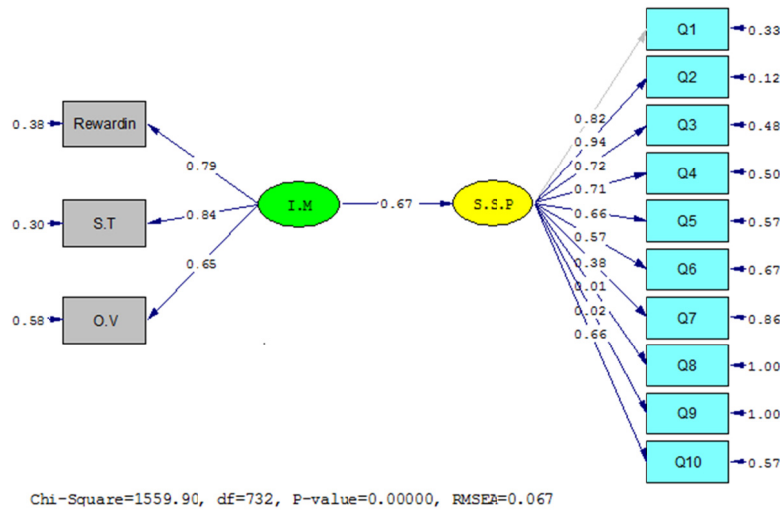 Q1
0.33
Q2
0.12
0.82
0.38
Rewardin
0.94
Q3
0.48
0.72
0.79
Q4
0.50
0.71
I.M
0.67
S.S.P
0.30
S.T
0.84
0.66
Q5
0.57
0.57
0.65
Q6
0.67
0.38
0.01
0.58
O.V
0.02
Q7
0.86
0.66
Q8
1.00
Q9
1.00
Q10
0.57
Chi-Square=1559.90, df=732, P-value=0.00000, RMSEA=0.067